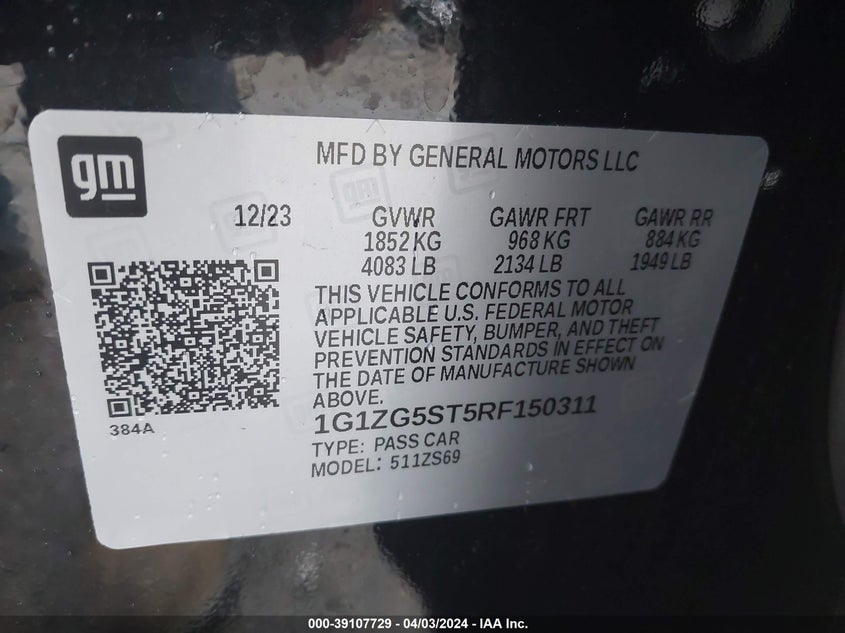 gm
MFD BY GENERAL MOTORS LLC
12/23 GVWR GAWR FRT GAWR RR
1852 KG 968 KG 884 KG
4083 LB 2134 LB 1949 LB
THIS VEHICLE CONFORMS TO ALL
APPLICABLE U.S. FEDERAL MOTOR
VEHICLE SAFETY, BUMPER, AND THEFT
PREVENTION STANDARDS IN EFFECT ON
THE DATE OF MANUFACTURE SHOWN
ABOVE.
384A
1G1ZG5ST5RF150311
TYPE: PASS CAR
MODEL: 511ZS69
000-39107729 - 04/03/2024 - IAA Inc.